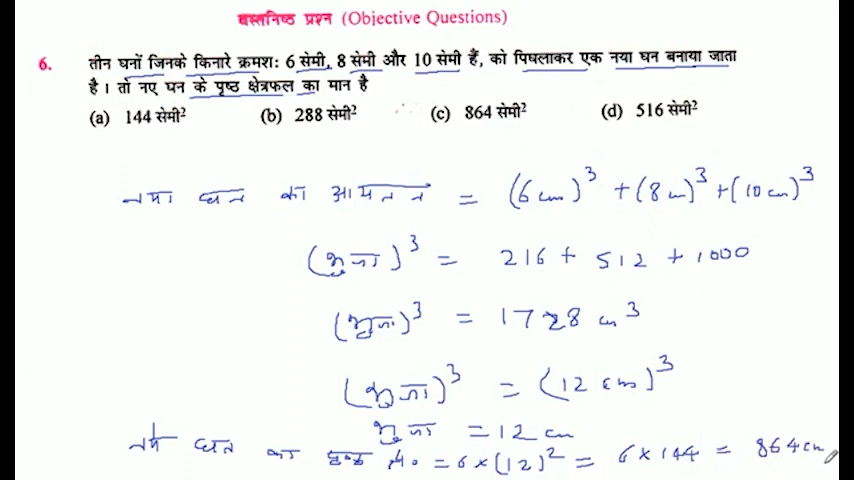 वस्तुनिष्ठ प्रश्न (Objective Questions)
6. तीन घनों जिनके किनारे क्रमश: 6 सेमी, 8 सेमी और 10 सेमी हैं, को पिघलाकर एक नया घन बनाया जाता
है। तो नए घन के पृष्ठ क्षेत्रफल का मान है
(a) 144 सेमी² (b) 288 सेमी² (c) 864 सेमी² (d) 516 सेमी²
नया घन का आयतन = (6 cm)³ + (8 cm)³ + (10 cm)³
(भुजा)³ = 216 + 512 + 1000
(भुजा)³ = 1728 cm³
(भुजा)³ = (12 cm)³
भुजा = 12 cm
नये घन का पृष्ठ क्षे० = 6 × (12)² = 6 × 144 = 864 cm